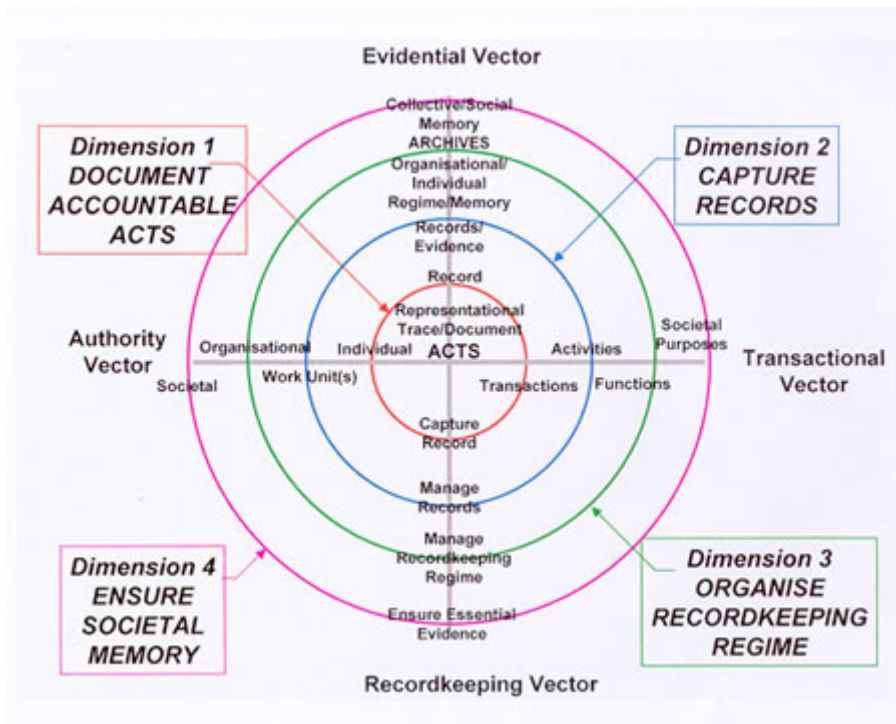 Evidential Vector
Collective/Social
Memory
ARCHIVES
Dimension 1
DOCUMENT
ACCOUNTABLE
ACTS
Dimension 2
CAPTURE
RECORDS
Organisational/
Individual
Regime/Memory
Records/
Evidence
Record
Representational
Trace/Document
ACTS
Authority
Vector
Organisational
Individual
Societal
Work Unit(s)
Activities
Societal
Purposes
Transactions
Functions
Transactional
Vector
Capture
Record
Manage
Records
Manage
Recordkeeping
Regime
Ensure Essential
Evidence
Dimension 4
ENSURE
SOCIETAL
MEMORY
Dimension 3
ORGANISE
RECORDKEEPING
REGIME
Recordkeeping Vector